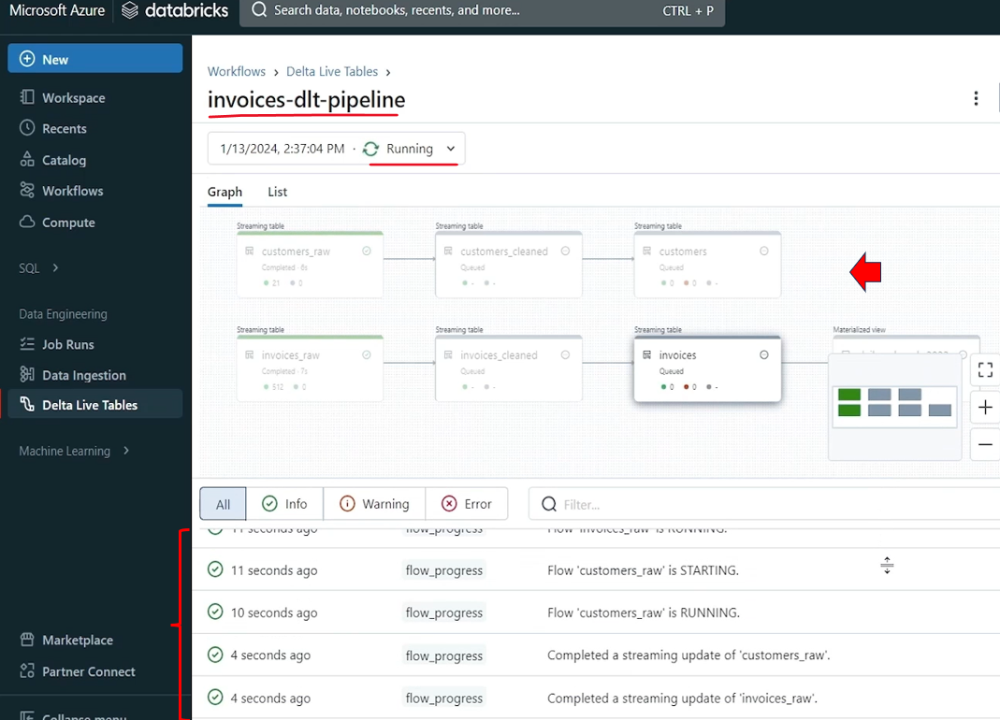 Microsoft Azure databricks Search data, notebooks, recents, and more... CTRL + P
New
Workspace
Recents
Catalog
Workflows
Compute
SQL
Data Engineering
Job Runs
Data Ingestion
Delta Live Tables
Machine Learning
Marketplace
Partner Connect
Collapse menu
Workflows › Delta Live Tables ›
invoices-dlt-pipeline
1/13/2024, 2:37:04 PM · Running
Graph List
Streaming table Streaming table Streaming table
customers_raw customers_cleaned customers
Completed · 8s Queued Queued
21 0 - - 0 0 -
Streaming table Streaming table Streaming table Materialized view
invoices_raw invoices_cleaned invoices
Completed · 7s Queued Queued
512 0 - - 0 0 -
All Info Warning Error Filter...
11 seconds ago flow_progress Flow 'invoices_raw' is RUNNING.
11 seconds ago flow_progress Flow 'customers_raw' is STARTING.
10 seconds ago flow_progress Flow 'customers_raw' is RUNNING.
4 seconds ago flow_progress Completed a streaming update of 'customers_raw'.
4 seconds ago flow_progress Completed a streaming update of 'invoices_raw'.